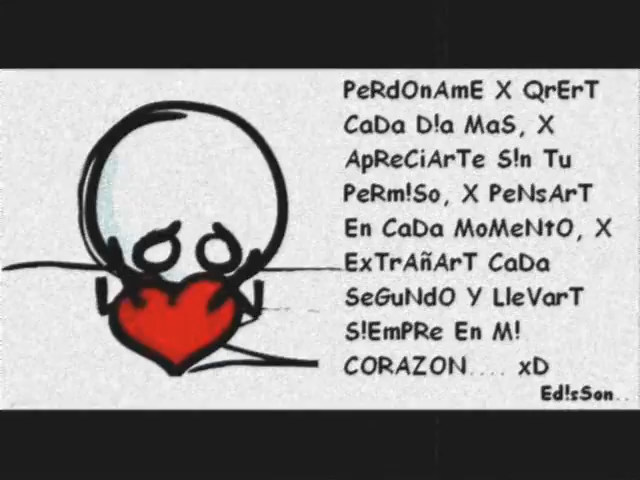 PeRdOnAmE X QrErT
CaDa D!a MaS, X
ApReCiArTe S!n Tu
PeRm!So, X PeNsArT
En CaDa MoMeNtO, X
ExTrAñArT CaDa
SeGuNdO Y LleVarT
S!EmPRe En M!
CORAZON.... xD
Ed!sSon..